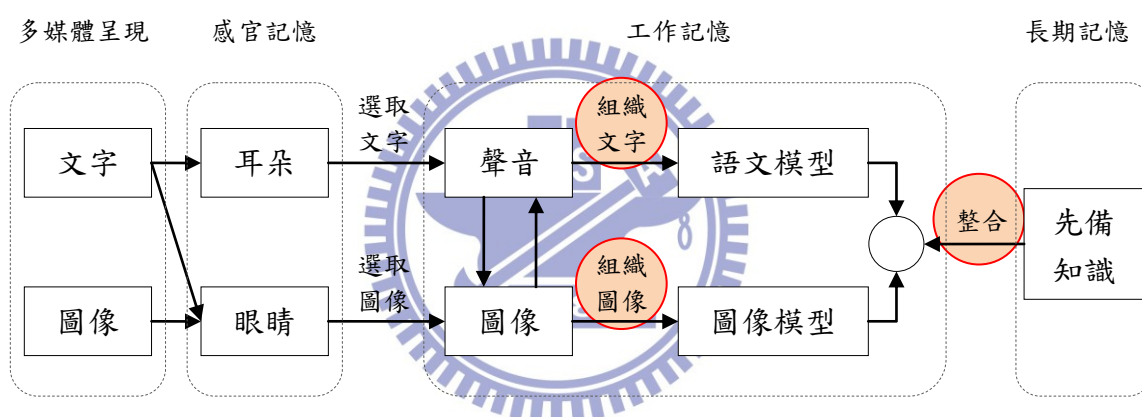 多媒體呈現
感官記憶
工作記憶
長期記憶
選取
文字
組織
文字
文字
耳朵
聲音
語文模型
整合
先備
知識
選取
圖像
組織
圖像
圖像
眼睛
圖像
圖像模型